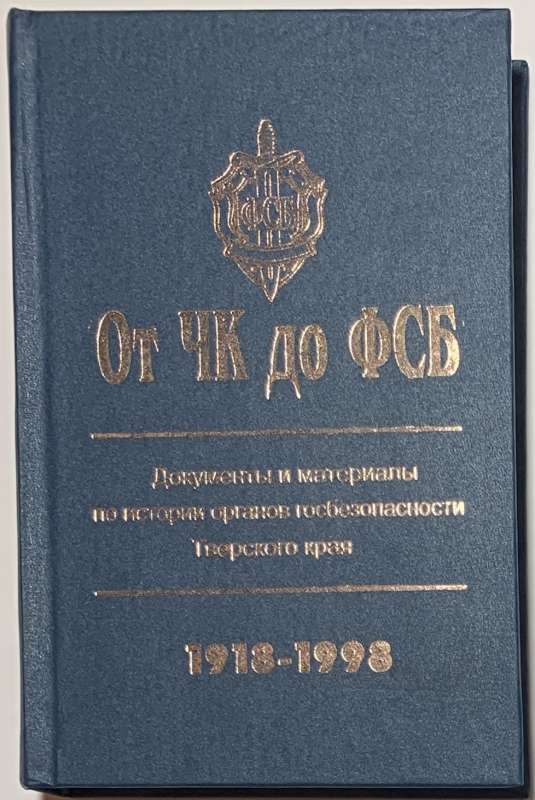 ФСБ
От ЧК до ФСБ
Документы и материалы
по истории органов госбезопасности
Тверского края
1918-1998